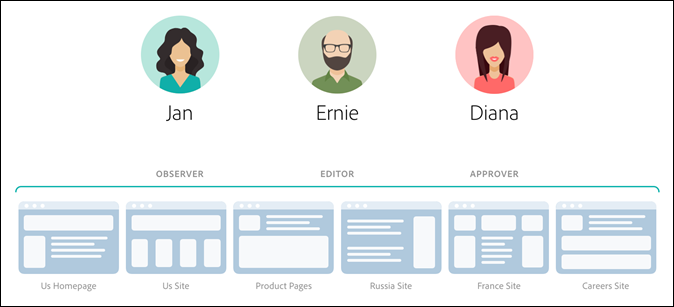 Jan Ernie Diana
OBSERVER EDITOR APPROVER
Us Homepage Us Site Product Pages Russia Site France Site Careers Site